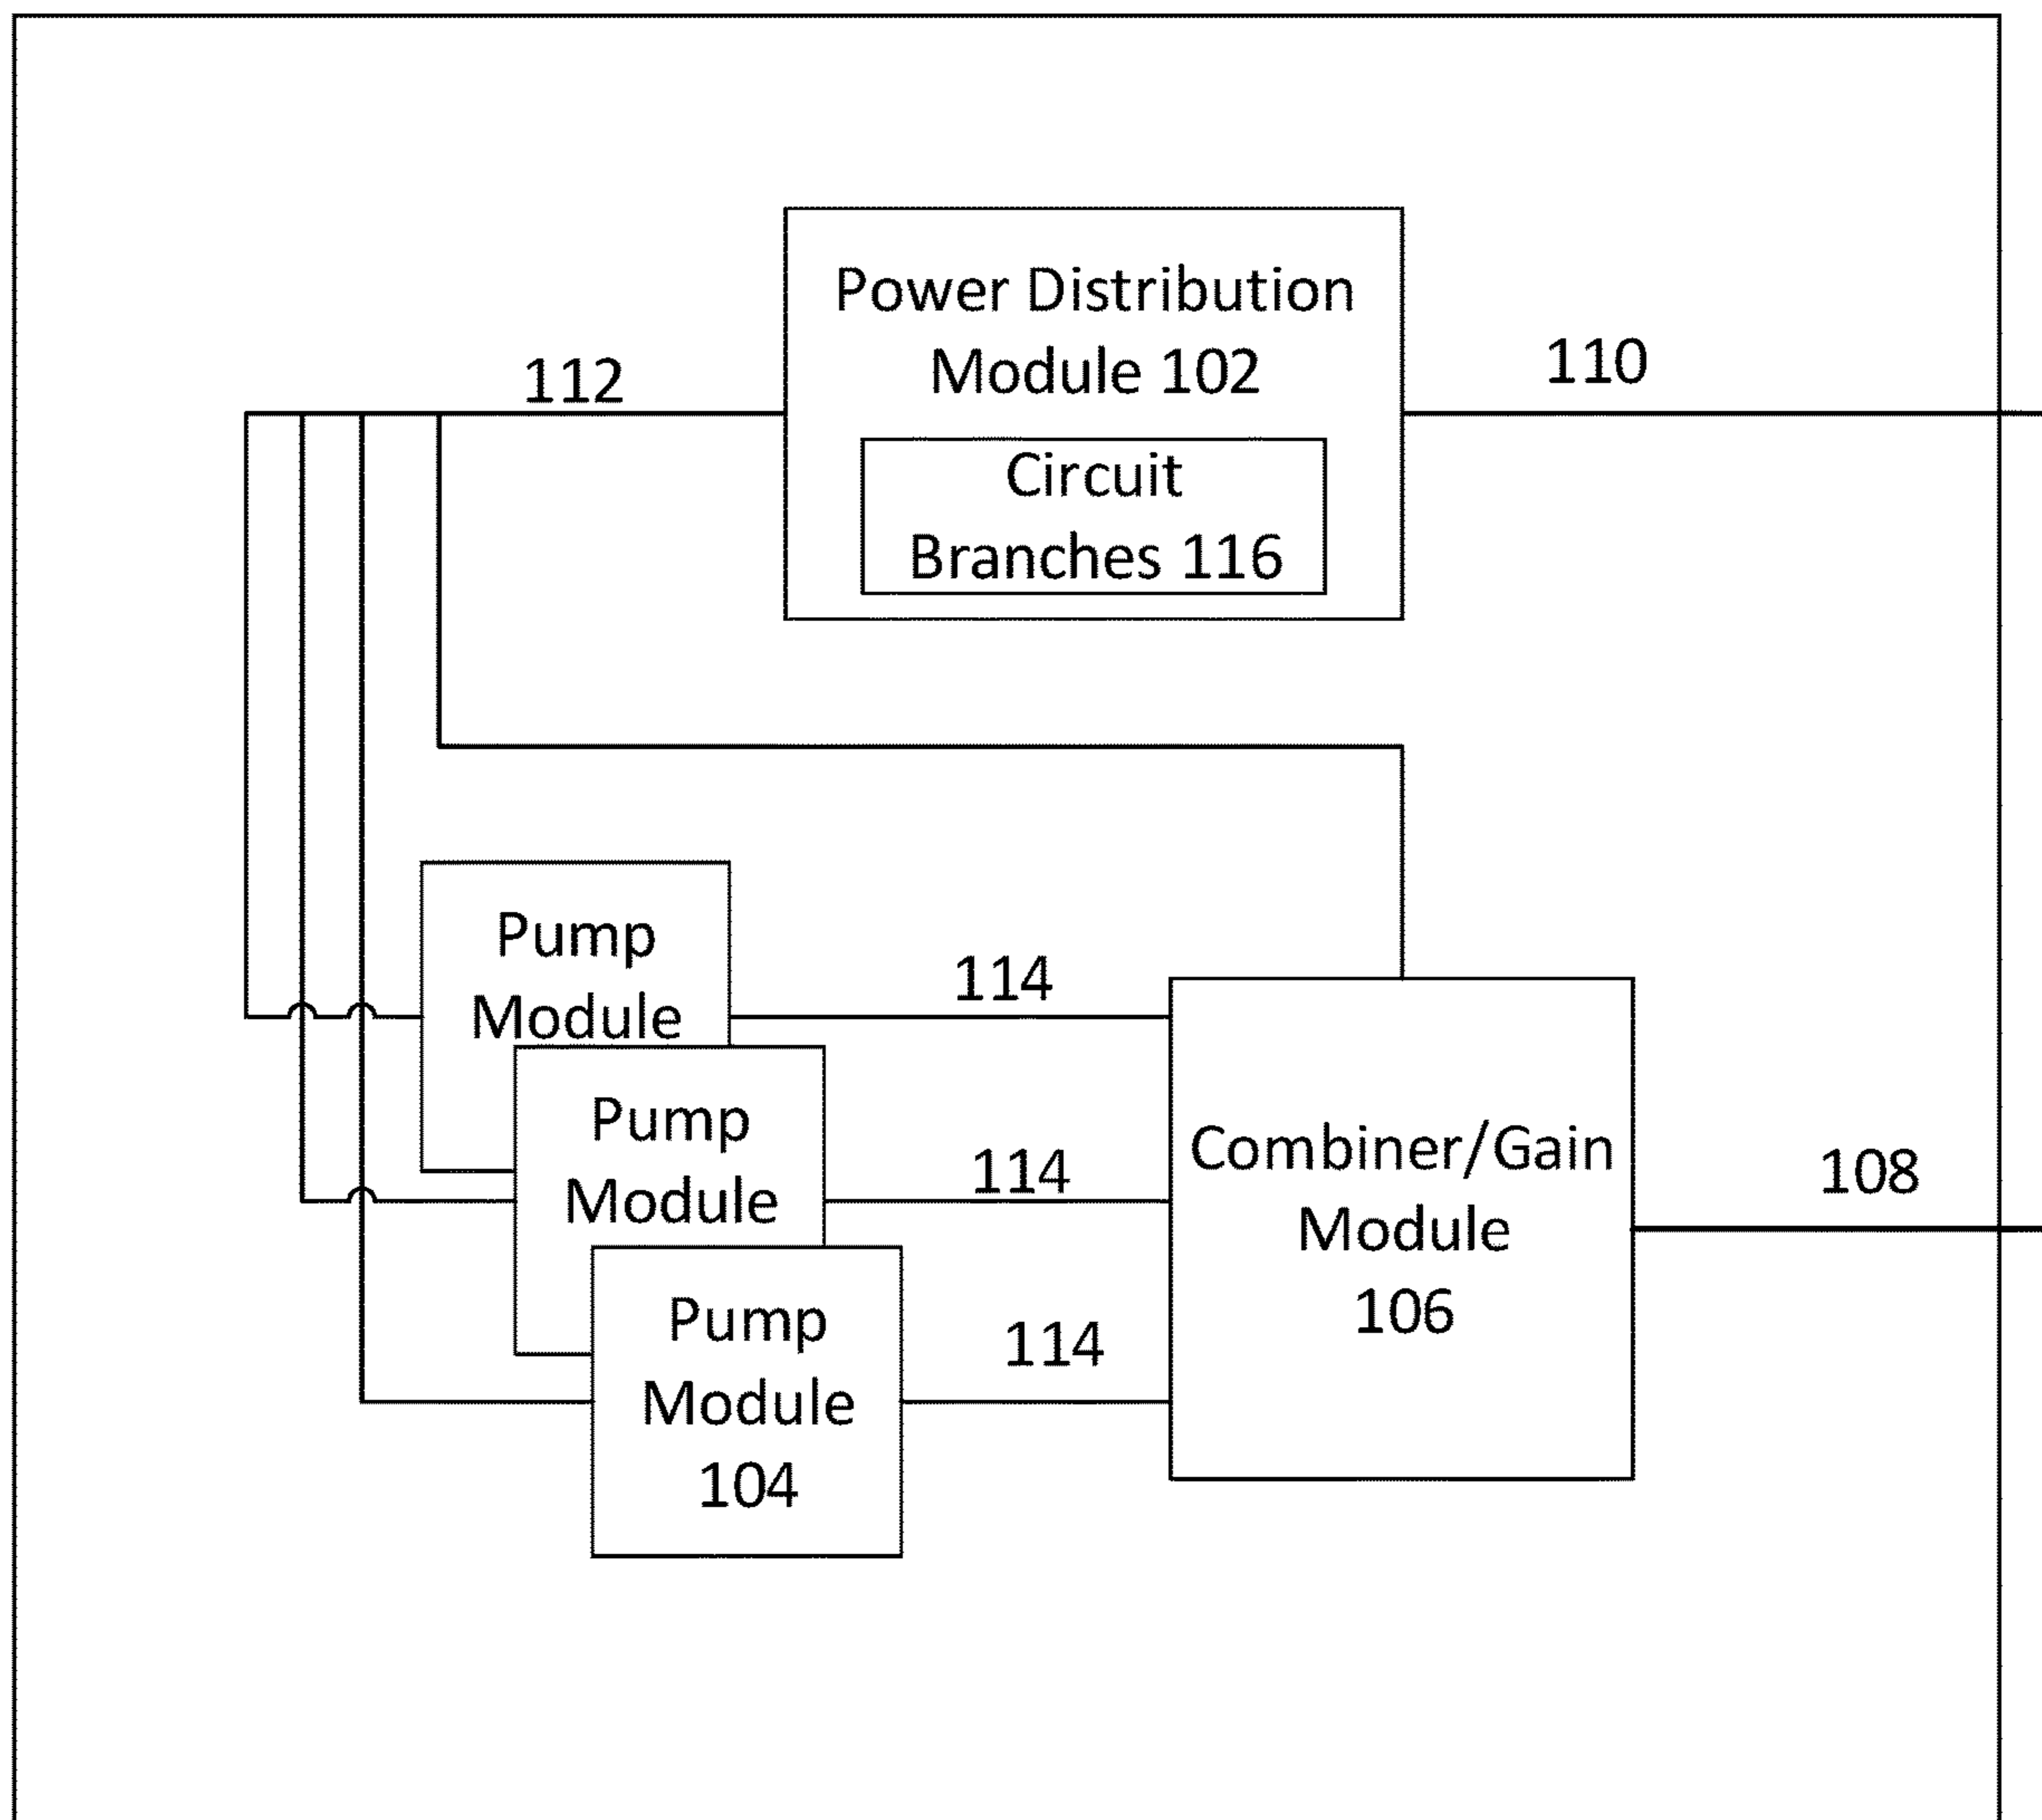 Power Distribution
Module 102
110
112
Circuit
Branches 116
Pump
Module
114
Pump
Module
114
Combiner/Gain
Module
106
108
Pump
Module
104
114